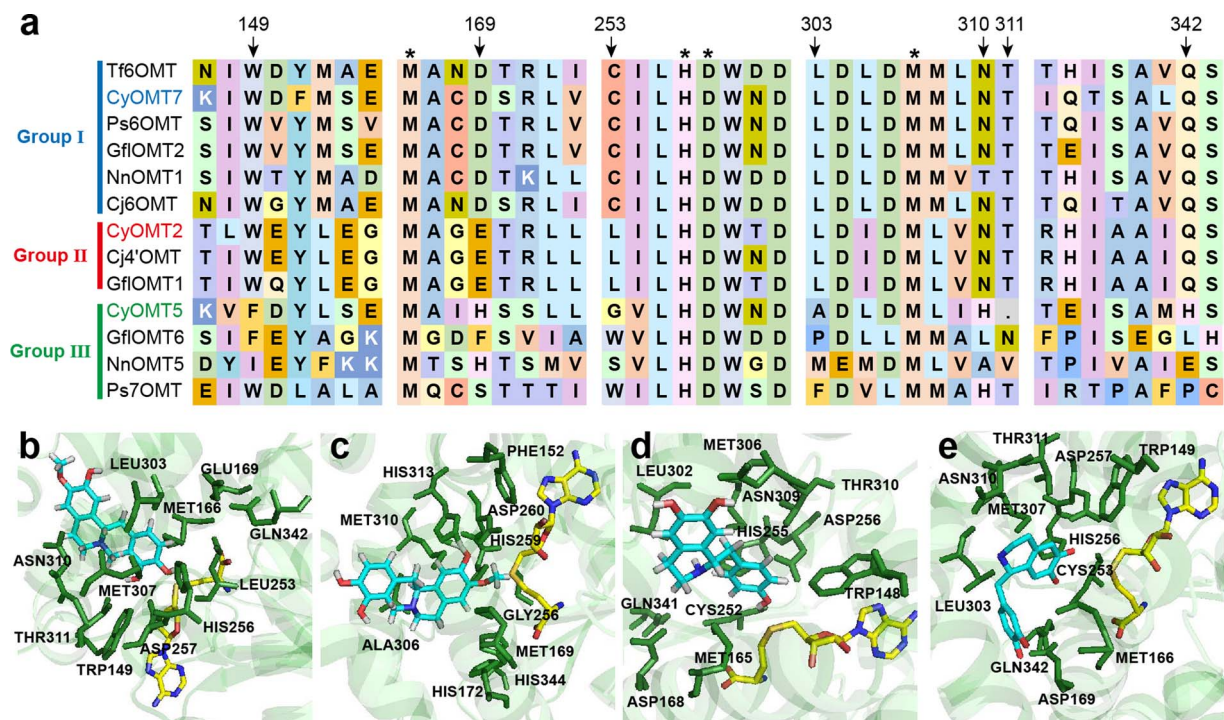 a
149 169 253 303 310 311 342
* * * *
Tf6OMT N I W D Y M A E M A N D T R L I C I L H D W D D L D L D M M L N T T H I S A V Q S
CyOMT7 K I W D F M S E M A C D S R L V C I L H D W N D L D L D M M L N T I Q T S A L Q S
Ps6OMT S I W V Y M S V M A C D T R L V C I L H D W N D L D L D M M L N T T Q I S A V Q S
GflOMT2 S I W V Y M S E M A C D T R L V C I L H D W N D L D L D M M L N T T E I S A V Q S
NnOMT1 S I W T Y M A D M A C D T K L L C I L H D W D D L D L D M M V T T T H I S A V Q S
Cj6OMT N I W G Y M A E M A N D S R L I C I L H D W D D L D L D M M L N T T Q I T A V Q S
CyOMT2 T L W E Y L E G M A G E T R L L L I L H D W T D L D I D M L V N T R H I A A I Q S
Cj4'OMT T I W E Y L E G M A G E T R L L L I L H D W N D L D L D M L V N T R H I A A I Q S
GflOMT1 T I W Q Y L E G M A G E T R L L L I L H D W T D L D L D M L V N T R H I A A I Q S
CyOMT5 K V F D Y L S E M A I H S S L L G V L H D W N D A D L D M L I H . T E I S A M H S
GflOMT6 S I F E Y A G K M G D F S V I A W V L H D W D D P D L L M M A L N F P I S E G L H
NnOMT5 D Y I E Y F K K M T S H T S M V S V L H D W G D M E M D M L V A V T P I V A I E S
Ps7OMT E I W D L A L A M Q C S T T T I W I L H D W S D F D V L M M A H T I R T P A F P C
Group I
Group II
Group III
b
LEU303
GLU169
MET166
GLN342
ASN310
MET307
LEU253
HIS256
THR311
ASP257
TRP149
c
PHE152
HIS313
MET310
ASP260
HIS259
GLY256
ALA306
MET169
HIS344
HIS172
d
MET306
LEU302
ASN309
THR310
HIS255
ASP256
TRP148
GLN341
CYS252
MET165
ASP168
e
THR311
ASP257
TRP149
ASN310
MET307
HIS256
CYS253
LEU303
GLN342
MET166
ASP169